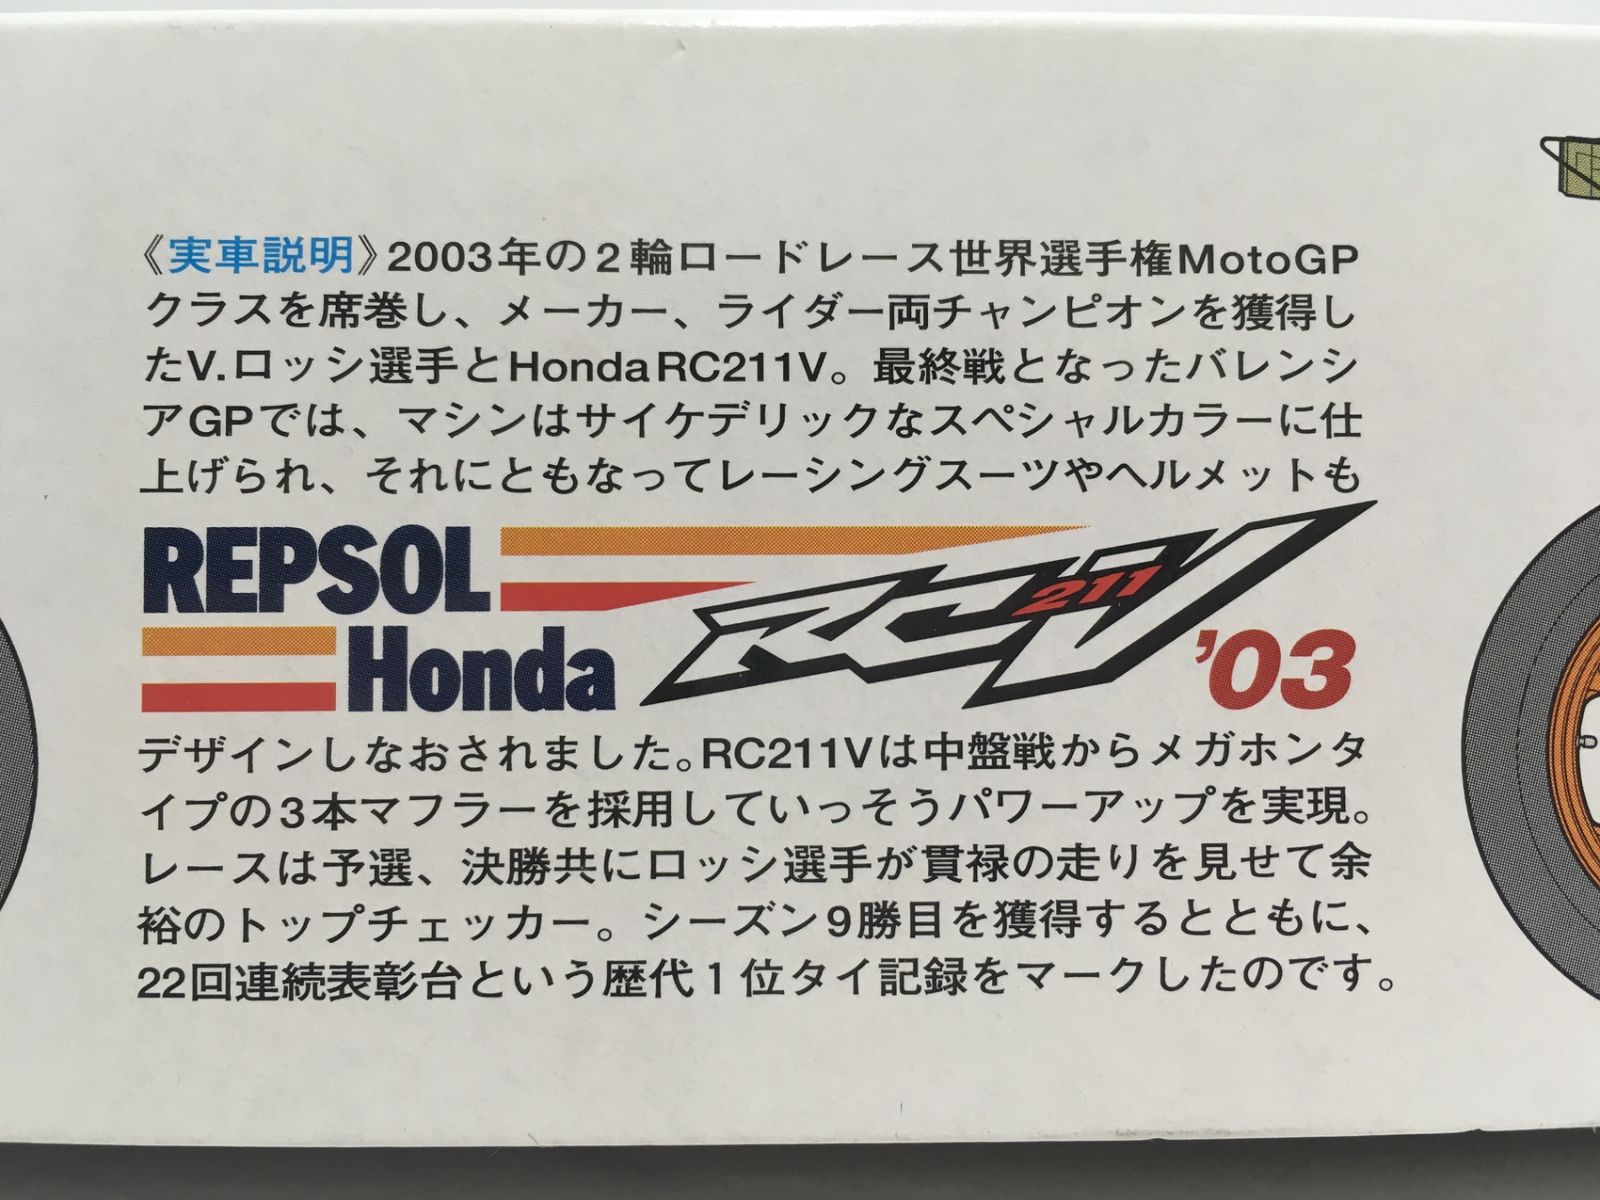 《実車説明》2003年の2輪ロードレース世界選手権MotoGP
クラスを席巻し、メーカー、ライダー両チャンピオンを獲得し
たV.ロッシ選手とHonda RC211V。最終戦となったバレンシ
アGPでは、マシンはサイケデリックなスペシャルカラーに仕
上げられ、それにともなってレーシングスーツやヘルメットも
REPSOL
Honda
RC211V
'03
デザインしなおされました。RC211Vは中盤戦からメガホンタ
イプの3本マフラーを採用していっそうパワーアップを実現。
レースは予選、決勝共にロッシ選手が貫禄の走りを見せて余
裕のトップチェッカー。シーズン9勝目を獲得するとともに、
22回連続表彰台という歴代1位タイ記録をマークしたのです。